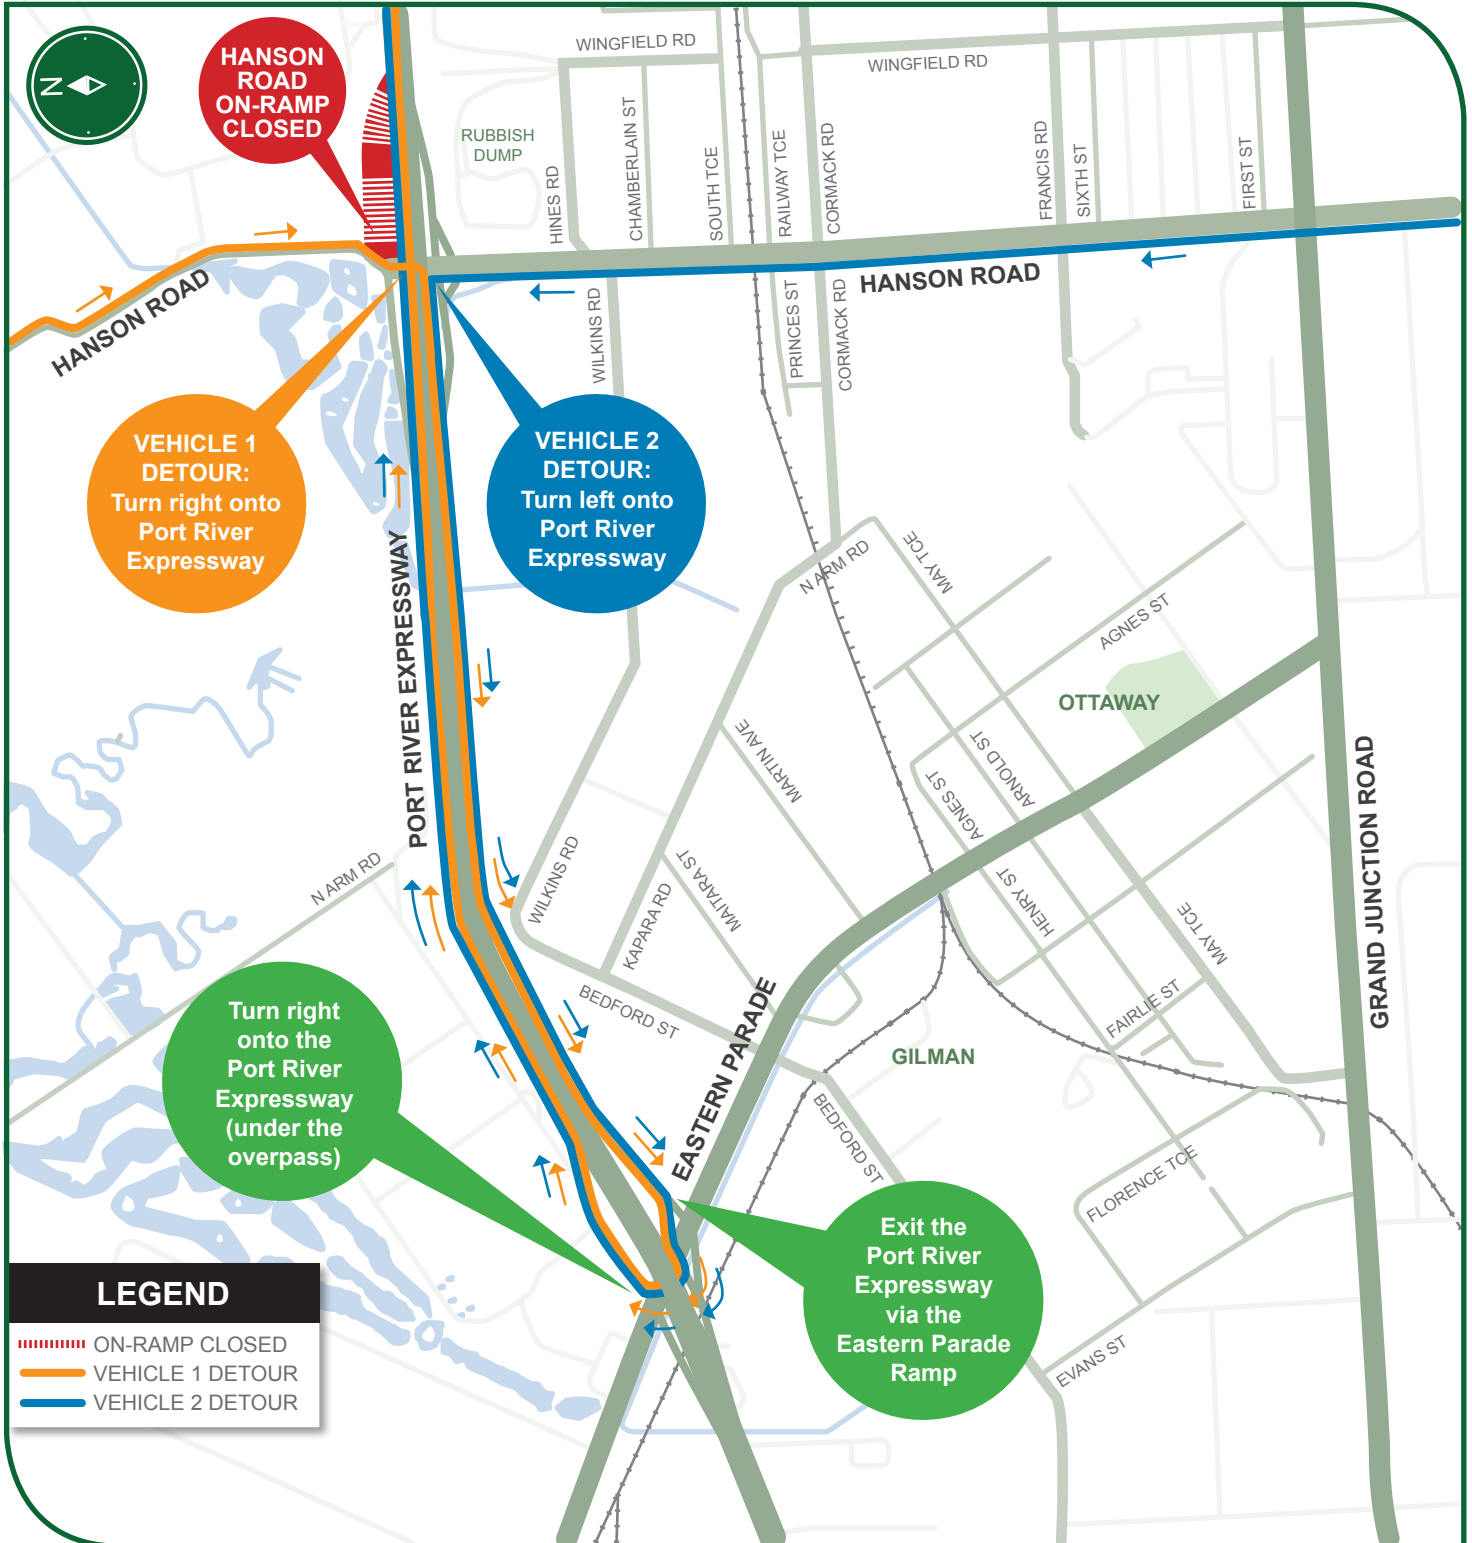 N
HANSON
ROAD
ON-RAMP
CLOSED
WINGFIELD RD
WINGFIELD RD
RUBBISH
DUMP
HINES RD
CHAMBERLAIN ST
SOUTH TCE
RAILWAY TCE
CORMACK RD
FRANCIS RD
SIXTH ST
FIRST ST
HANSON ROAD
HANSON ROAD
WILKINS RD
PRINCES ST
CORMACK RD
VEHICLE 1
DETOUR:
Turn right onto
Port River
Expressway
VEHICLE 2
DETOUR:
Turn left onto
Port River
Expressway
PORT RIVER EXPRESSWAY
N ARM RD
MAY TCE
AGNES ST
OTTAWAY
MARTIN AVE
ARNOLD ST
AGNES ST
GRAND JUNCTION ROAD
N ARM RD
WILKINS RD
MAITARA ST
KAPARA RD
HENRY ST
MAY TCE
BEDFORD ST
EASTERN PARADE
FAIRLIE ST
GILMAN
Turn right
onto the
Port River
Expressway
(under the
overpass)
BEDFORD ST
FLORENCE TCE
Exit the
Port River
Expressway
via the
Eastern Parade
Ramp
EVANS ST
LEGEND
ON-RAMP CLOSED
VEHICLE 1 DETOUR
VEHICLE 2 DETOUR